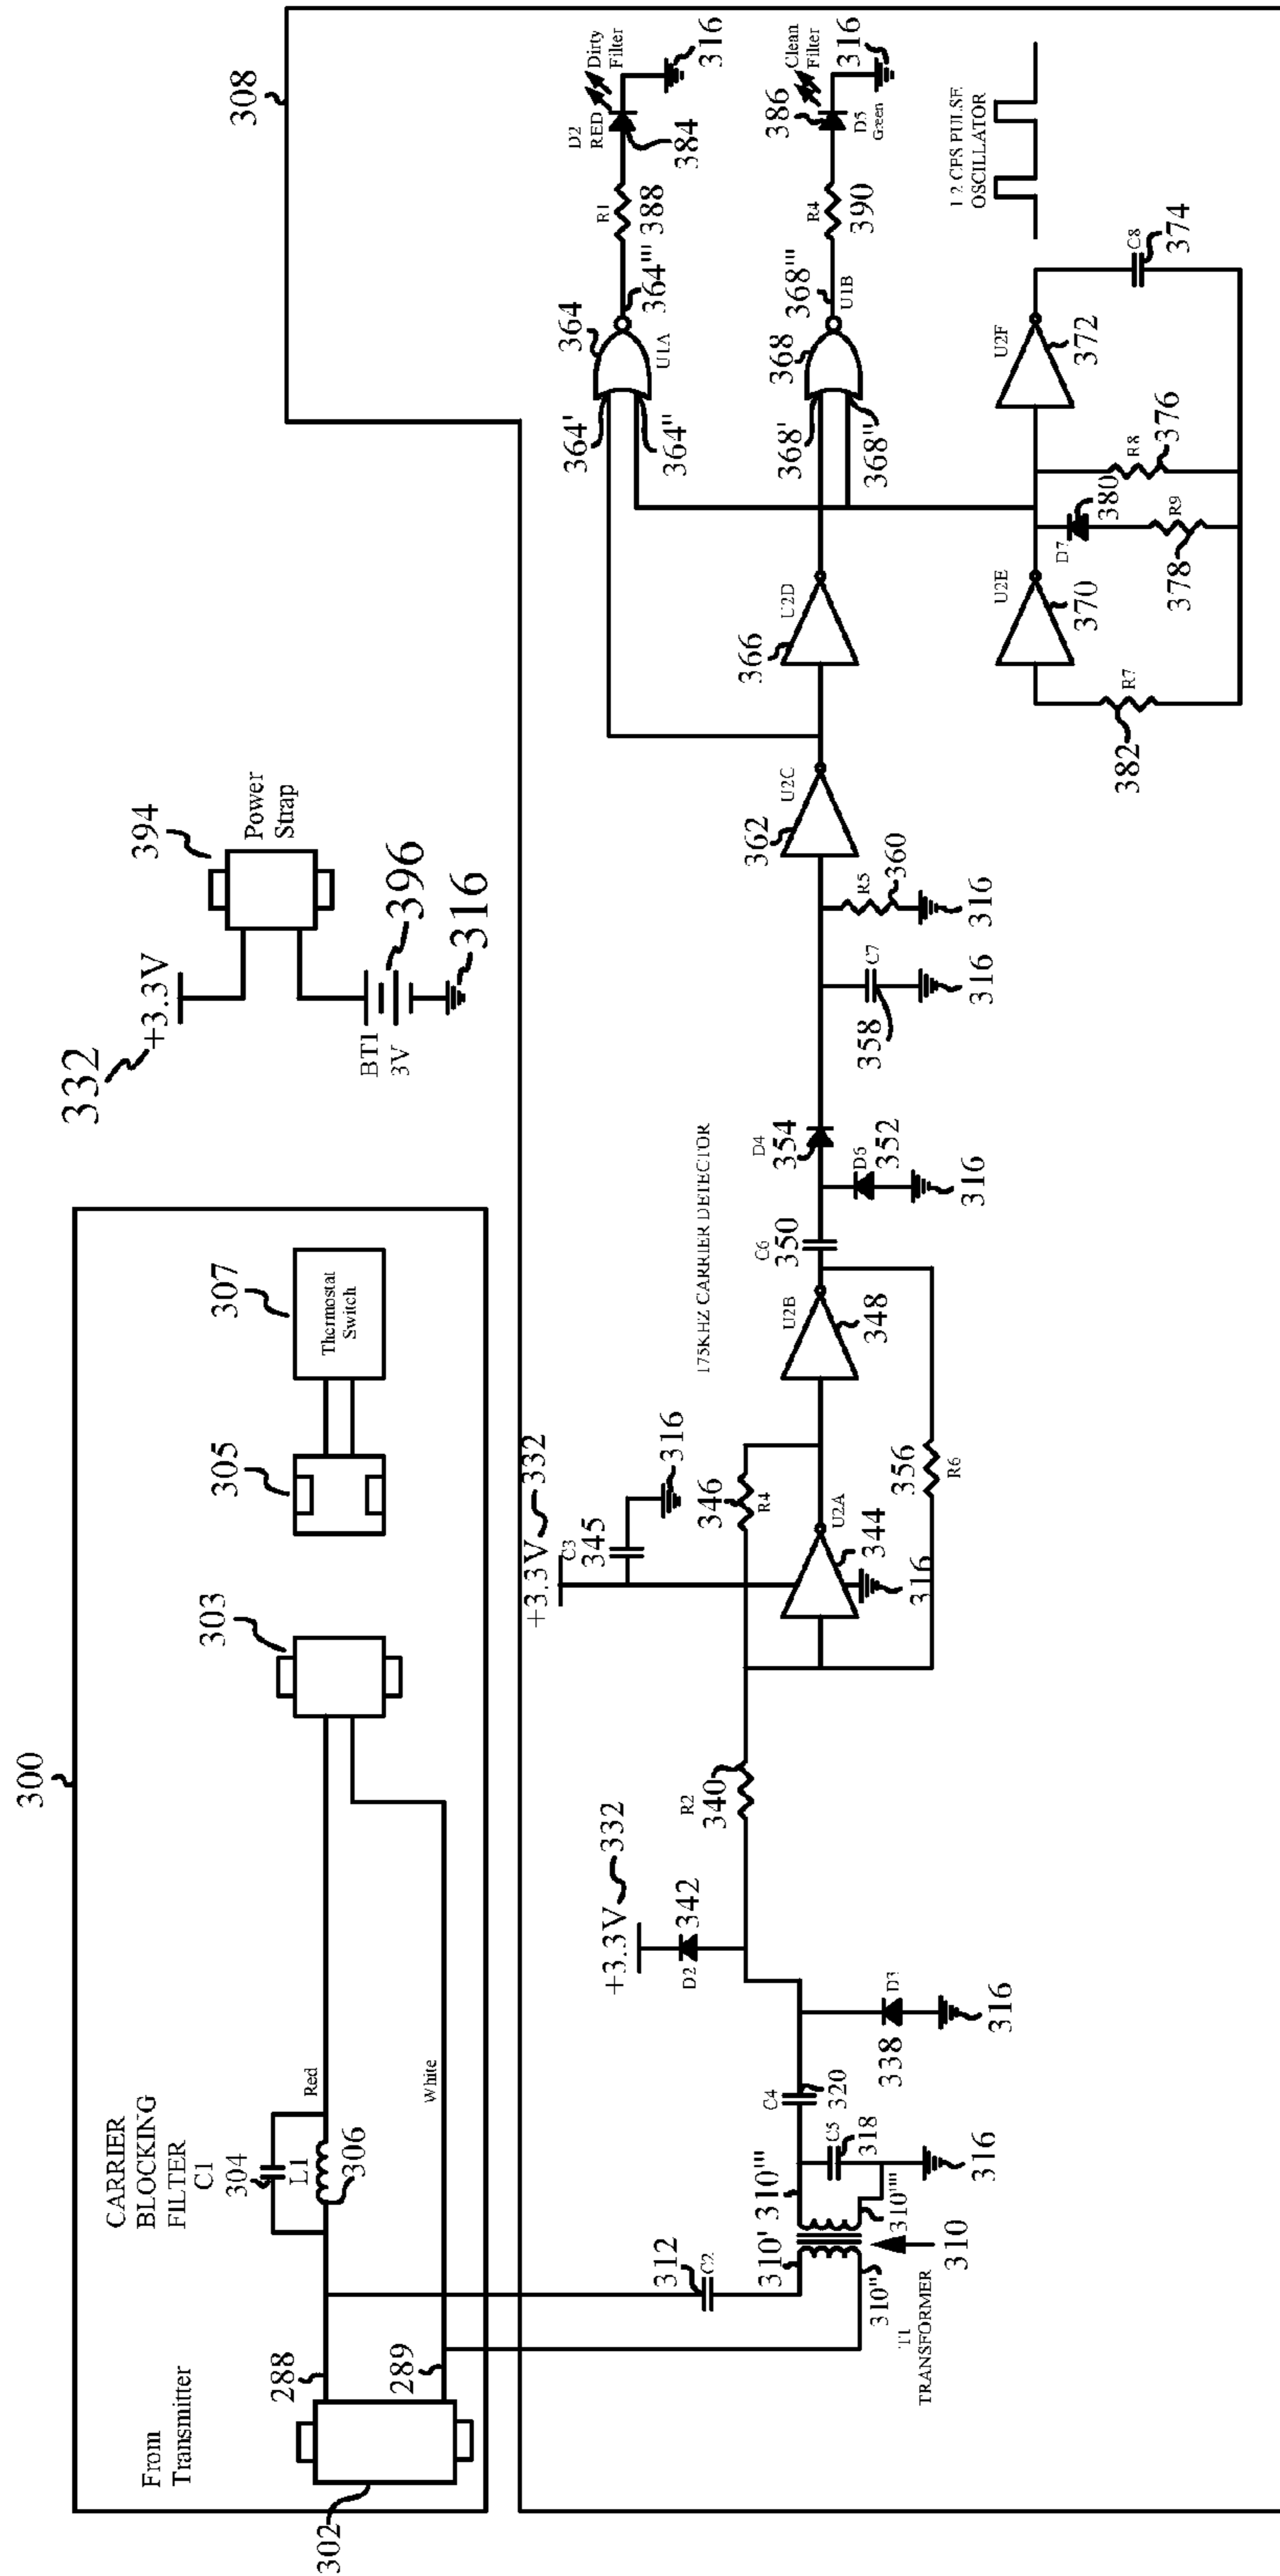 300
308
332
+3.3V
394
Power
Strap
BT1
3V
396
316
CARRIER
BLOCKING
FILTER
C1
304
L1
306
Red
White
From
Transmitter
288
289
302
303
305
307
Thermostat
Switch
312
C2
310'
310''
310'''
310''''
T1
TRANSFORMER
310
C5
318
316
C4
320
D3
338
316
+3.3V
332
D2
342
R2
340
+3.3V
332
C3
345
316
346
R4
U2A
344
316
175KHZ CARRIER DETECTOR
U2B
348
356
R6
C6
350
D4
354
D6
352
316
C7
358
316
R5
360
316
U2C
362
U2D
366
364
364'
364''
364'''
U1A
R1
388
D2
RED
384
Dirty
Filter
316
368
368'
368''
368'''
U1B
R4
390
386
D5
Green
Clean
Filter
316
1 2 CPS PULSE
OSCILLATOR
U2E
370
U2F
372
C8
374
R8
376
D7
380
R9
378
R7
382